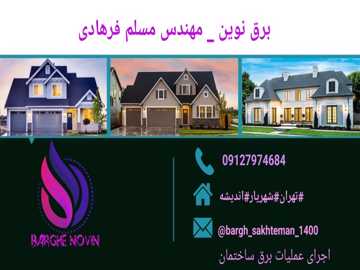 برق نوین _ مهندس مسلم فرهادی
09127974684
#تهران#شهریار#اندیشه
@bargh_sakhteman_1400
BARGHE NOVIN
اجرای عملیات برق ساختمان